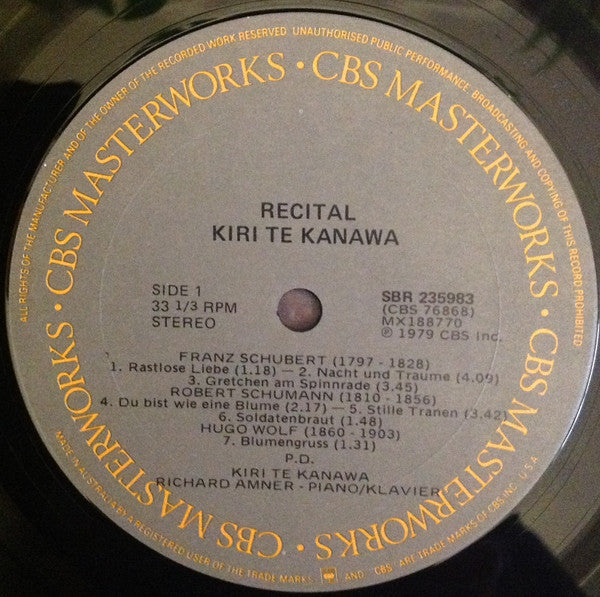 ALL RIGHTS OF THE MANUFACTURER AND OF THE OWNER OF THE RECORDED WORK RESERVED UNAUTHORISED PUBLIC PERFORMANCE, BROADCASTING AND COPYING OF THIS RECORD PROHIBITED
CBS MASTERWORKS • CBS MASTERWORKS • CBS MASTERWORKS • CBS MASTERWORKS •
RECITAL
KIRI TE KANAWA
SIDE 1
33 1/3 RPM
STEREO
SBR 235983
(CBS 76868)
MX188770
℗ 1979 CBS Inc.
FRANZ SCHUBERT (1797 - 1828)
1. Rastlose Liebe (1.18) — 2. Nacht und Traume (4.09)
3. Gretchen am Spinnrade (3.45)
ROBERT SCHUMANN (1810 - 1856)
4. Du bist wie eine Blume (2.17) — 5. Stille Tranen (3.42)
6. Soldatenbraut (1.48)
HUGO WOLF (1860 - 1903)
7. Blumengruss (1.31)
P.D.
KIRI TE KANAWA
RICHARD AMNER - PIANO/KLAVIER
MADE IN AUSTRALIA BY A REGISTERED USER OF THE TRADE MARKS AND "CBS" ARE TRADE MARKS OF CBS INC. U.S.A.